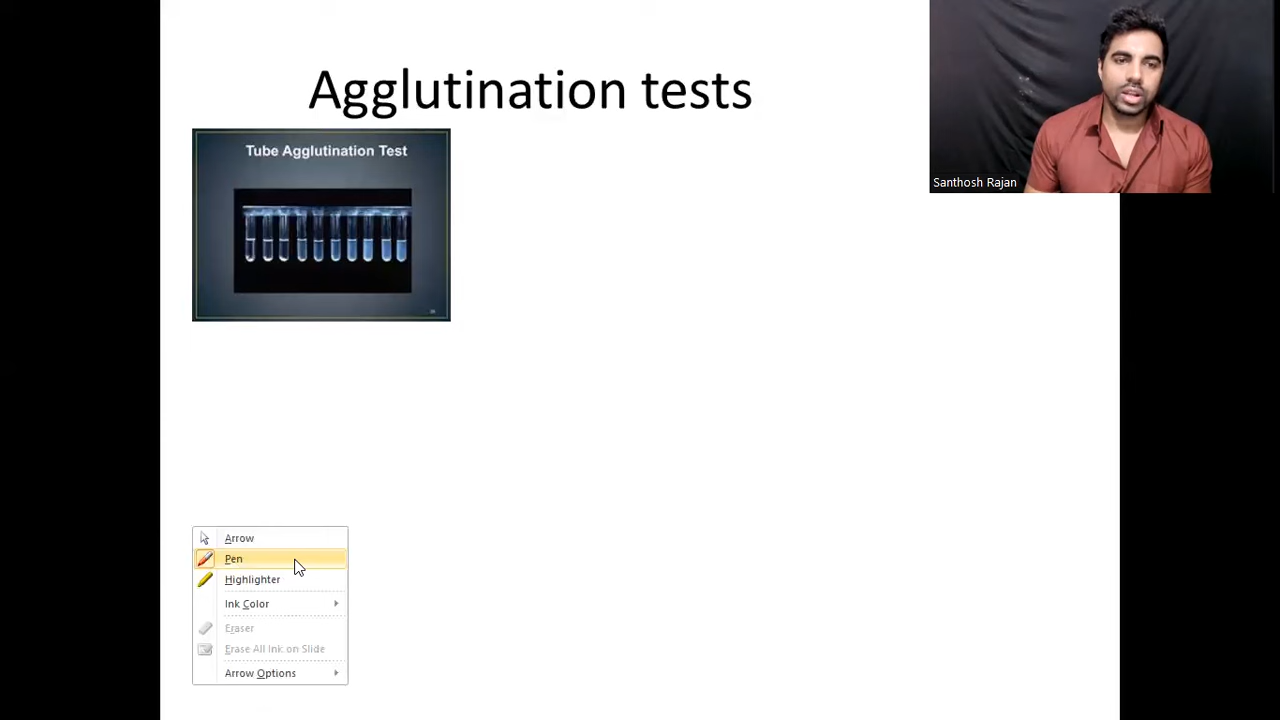 Agglutination tests
Tube Agglutination Test
Santhosh Rajan
Arrow
Pen
Highlighter
Ink Color
Eraser
Erase All Ink on Slide
Arrow Options